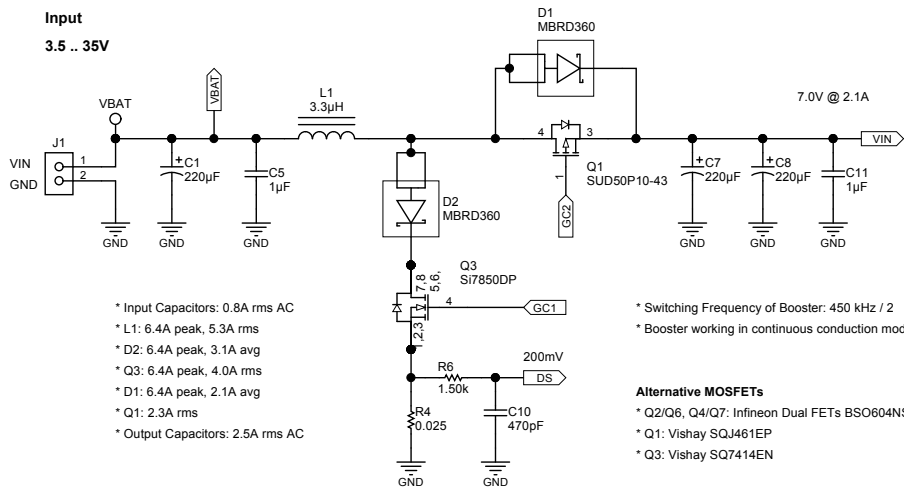 Input
3.5 .. 35V
D1
MBRD360
VBAT
VBAT
L1
3.3µH
7.0V @ 2.1A
VIN
J1
VIN
GND
1
2
4
3
1
Q1
SUD50P10-43
GC2
C1
220µF
C5
1µF
D2
MBRD360
C7
220µF
C8
220µF
C11
1µF
GND
GND
GND
GND
GND
GND
Q3
Si7850DP
7,8
5,6,
4
GC1
1,2,3
* Input Capacitors: 0.8A rms AC
* L1: 6.4A peak, 5.3A rms
* D2: 6.4A peak, 3.1A avg
* Q3: 6.4A peak, 4.0A rms
* D1: 6.4A peak, 2.1A avg
* Q1: 2.3A rms
* Output Capacitors: 2.5A rms AC
R6
1.50k
200mV
DS
R4
0.025
C10
470pF
GND
GND
* Switching Frequency of Booster: 450 kHz / 2
* Booster working in continuous conduction mod
Alternative MOSFETs
* Q2/Q6, Q4/Q7: Infineon Dual FETs BSO604NS
* Q1: Vishay SQJ461EP
* Q3: Vishay SQ7414EN